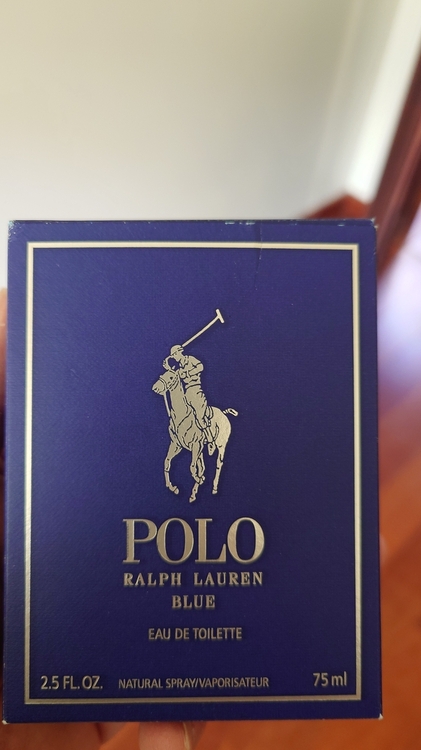 POLO
RALPH LAUREN
BLUE
EAU DE TOILETTE
2.5 FL. OZ. NATURAL SPRAY/VAPORISATEUR 75 ml